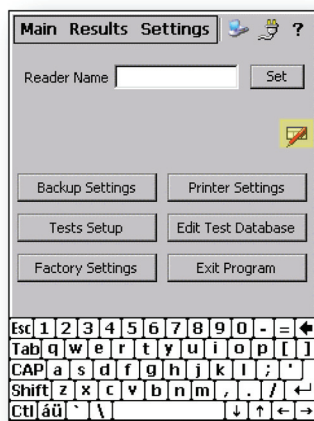 Main Results Settings ?
Reader Name Set
Backup Settings Printer Settings
Tests Setup Edit Test Database
Factory Settings Exit Program
Esc 1 2 3 4 5 6 7 8 9 0 - =
Tab q w e r t y u i o p [ ]
CAP a s d f g h j k l ; '
Shift z x c v b n m , . /
Ctl áü ` \ ↓ ↑ ← →